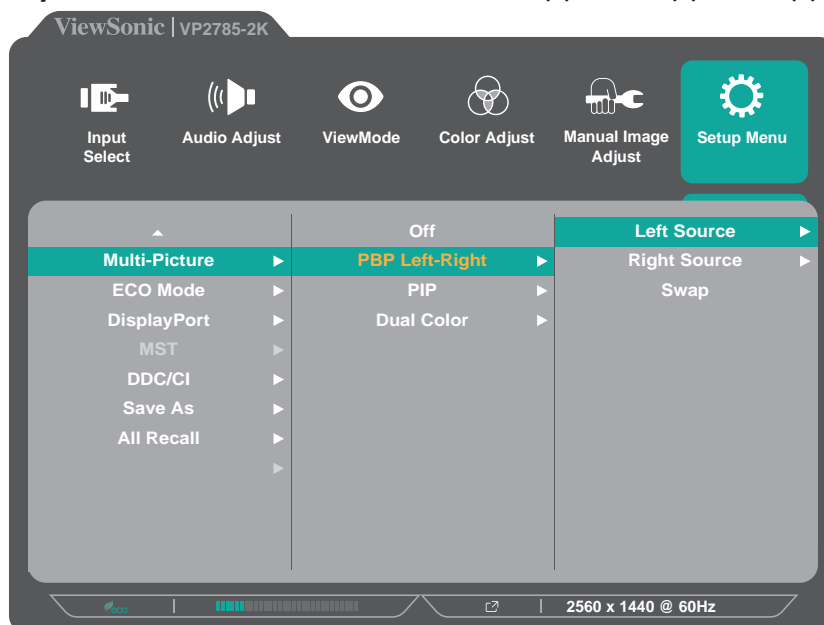 ViewSonic | VP2785-2K
Input Select
Audio Adjust
ViewMode
Color Adjust
Manual Image Adjust
Setup Menu
Multi-Picture
ECO Mode
DisplayPort
MST
DDC/CI
Save As
All Recall
Off
PBP Left-Right
PIP
Dual Color
Left Source
Right Source
Swap
eco
2560 x 1440 @ 60Hz